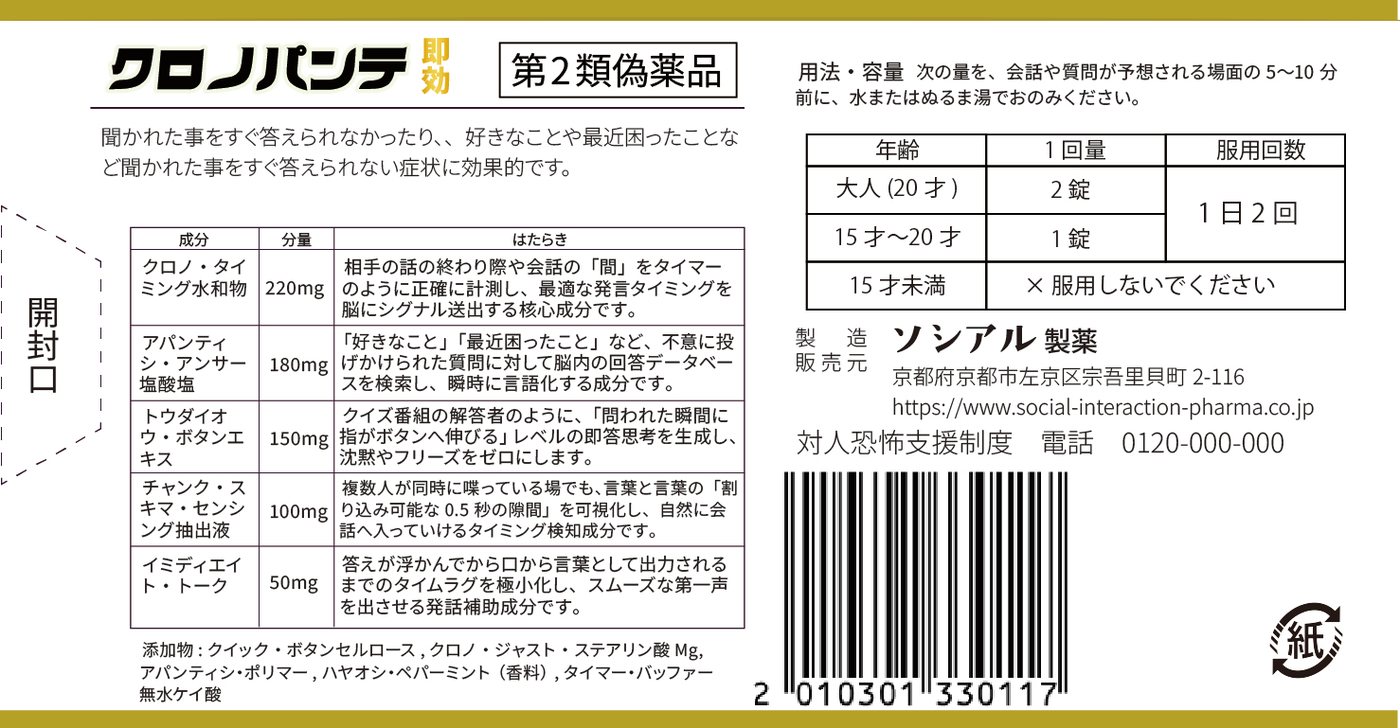 クロノパンテ 即効
第2類偽薬品
聞かれた事をすぐ答えられなかったり、、好きなことや最近困ったことな
ど聞かれた事をすぐ答えられない症状に効果的です。
開封口
成分 分量 はたらき
クロノ・タイ
ミング水和物
220mg
相手の話の終わり際や会話の「間」をタイマー
のように正確に計測し、最適な発言タイミングを
脳にシグナル送出する核心成分です。
アパンティ
シ・アンサー
塩酸塩
180mg
「好きなこと」「最近困ったこと」など、不意に投
げかけられた質問に対して脳内の回答データベー
スを検索し、瞬時に言語化する成分です。
トウダイオ
ウ・ボタンエ
キス
150mg
クイズ番組の解答者のように、「問われた瞬間に
指がボタンへ伸びる」レベルの即答思考を生成し、
沈黙やフリーズをゼロにします。
チャンク・ス
キマ・センシ
ング抽出液
100mg
複数人が同時に喋っている場でも、言葉と言葉の「割
り込み可能な 0.5 秒の隙間」を可視化し、自然に会
話へ入っていけるタイミング検知成分です。
イミディエイ
ト・トーク
50mg
答えが浮かんでから口から言葉として出力される
までのタイムラグを極小化し、スムーズな第一声
を出させる発話補助成分です。
添加物 : クイック・ボタンセルロース , クロノ・ジャスト・ステアリン酸 Mg,
アパンティシ・ポリマー , ハヤオシ・ペパーミント（香料）, タイマー・バッファー
無水ケイ酸
用法・容量 次の量を、会話や質問が予想される場面の 5〜10 分
前に、水またはぬるま湯でおのみください。
年齢 1 回量 服用回数
大人 (20 才 ) 2 錠
1 日 2 回
15 才〜20 才 1 錠
15 才未満 × 服用しないでください
製造
販売元
ソシアル 製薬
京都府京都市左京区宗吾里貝町 2-116
https://www.social-interaction-pharma.co.jp
対人恐怖支援制度 電話 0120-000-000
2 010301 330117
紙